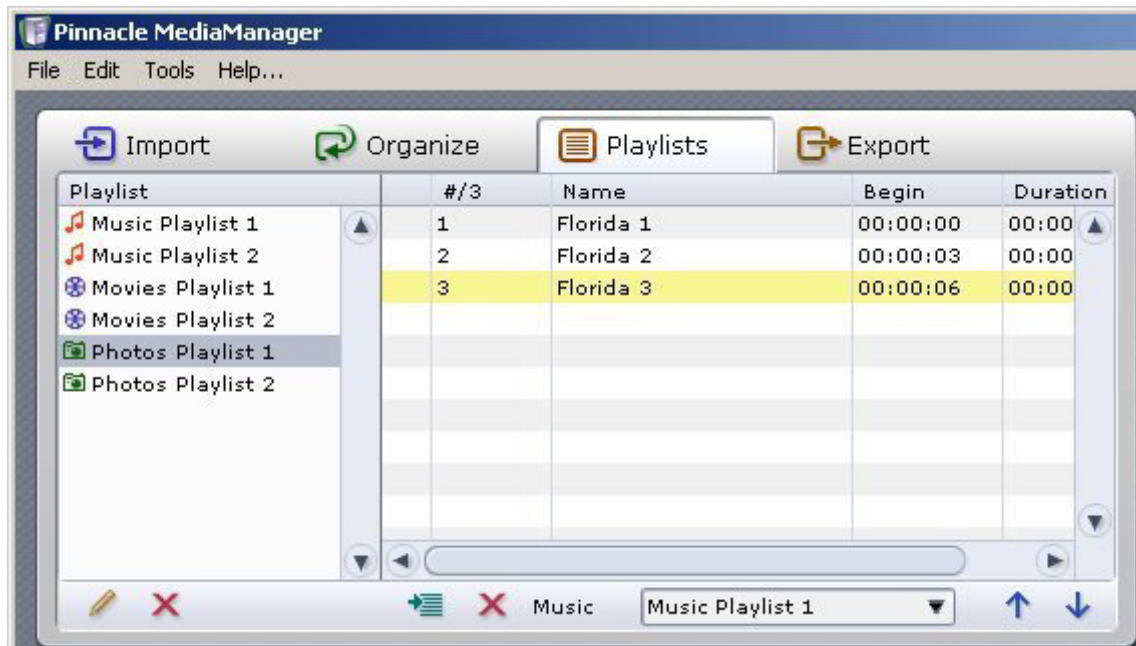 Pinnacle MediaManager
File Edit Tools Help...
Import Organize Playlists Export
Playlist #/3 Name Begin Duration
Music Playlist 1 1 Florida 1 00:00:00 00:00
Music Playlist 2 2 Florida 2 00:00:03 00:00
Movies Playlist 1 3 Florida 3 00:00:06 00:00
Movies Playlist 2
Photos Playlist 1
Photos Playlist 2
Music Music Playlist 1